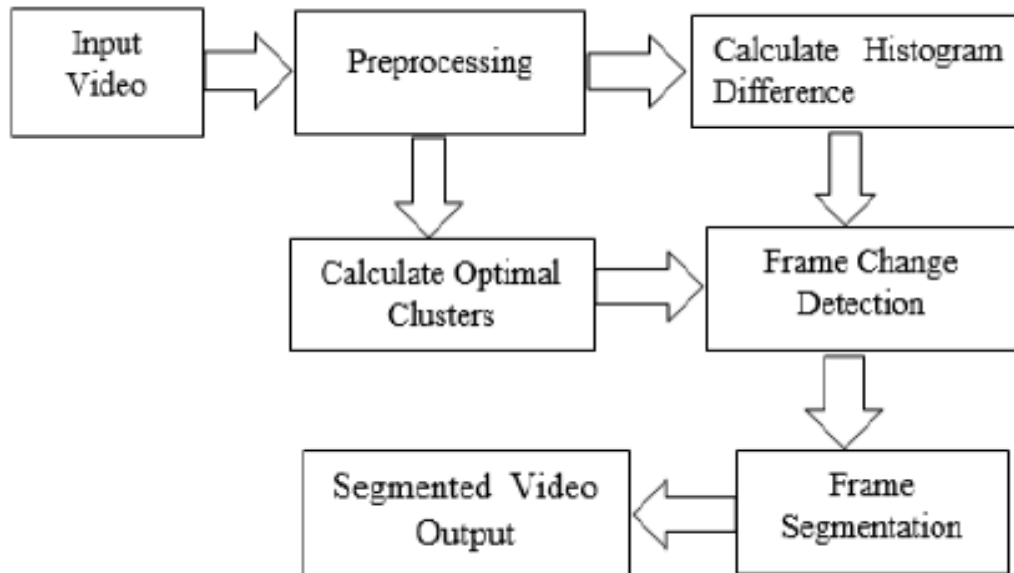 Input
Video
Preprocessing
Calculate Histogram
Difference
Calculate Optimal
Clusters
Frame Change
Detection
Segmented Video
Output
Frame
Segmentation